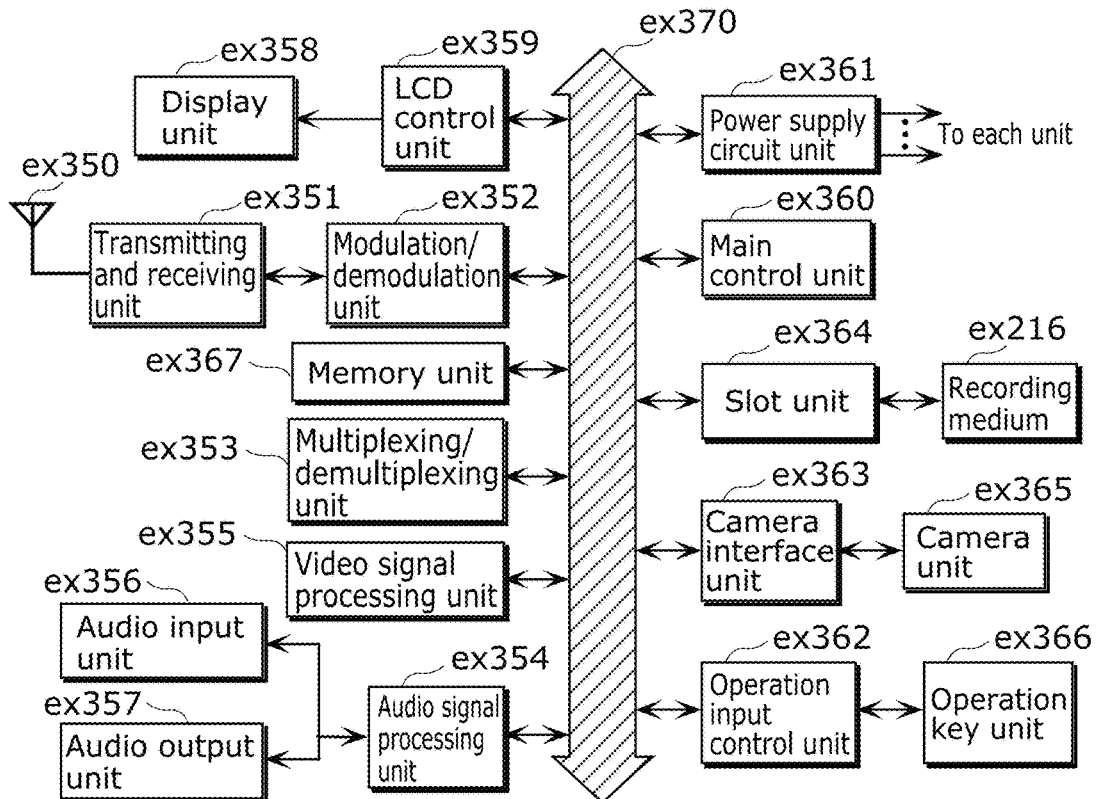 ex358
Display
unit
ex359
LCD
control
unit
ex370
ex361
Power supply
circuit unit
To each unit
ex350
ex351
Transmitting
and receiving
unit
ex352
Modulation/
demodulation
unit
ex360
Main
control unit
ex367
Memory unit
ex364
Slot unit
ex216
Recording
medium
ex353
Multiplexing/
demultiplexing
unit
ex363
Camera
interface
unit
ex365
Camera
unit
ex355
Video signal
processing unit
ex356
Audio input
unit
ex357
Audio output
unit
ex354
Audio signal
processing
unit
ex362
Operation
input
control unit
ex366
Operation
key unit